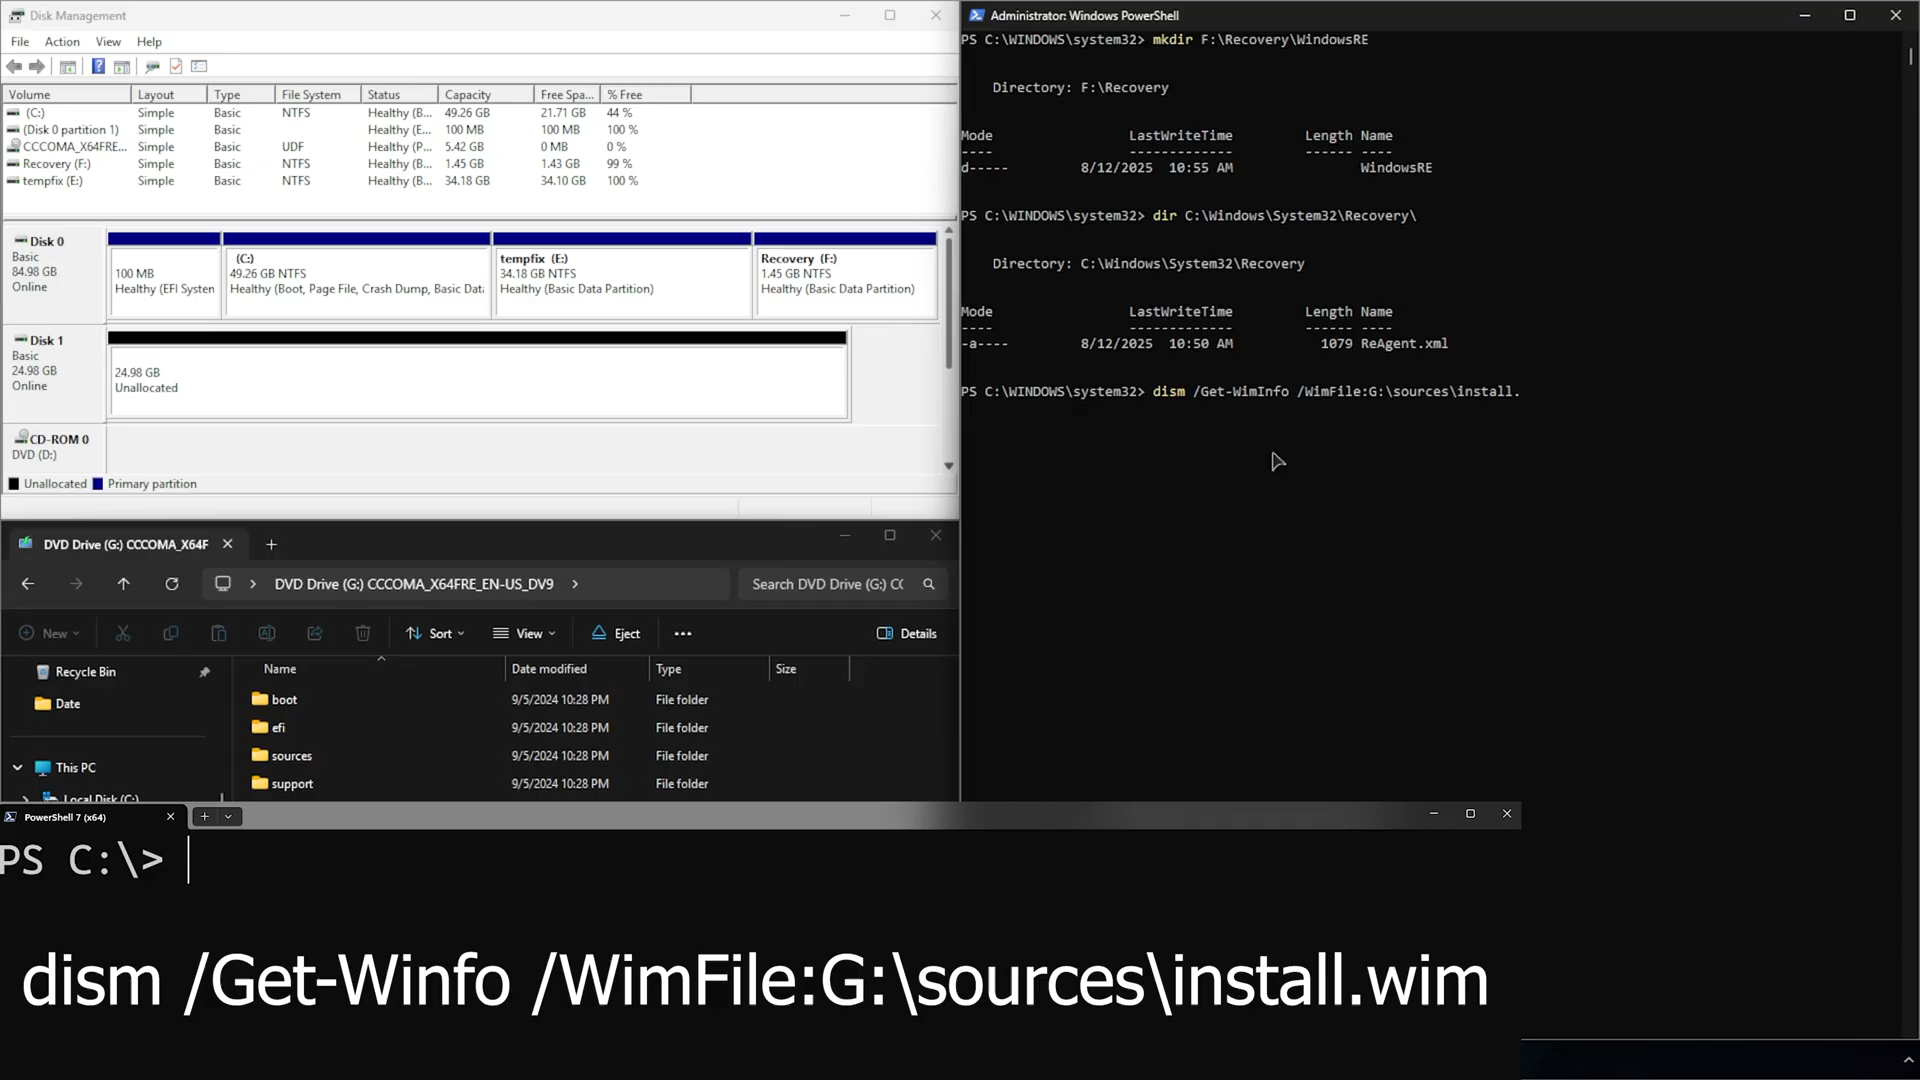 Disk Management
File Action View Help
Volume Layout Type File System Status Capacity Free Spa... % Free
(C:) Simple Basic NTFS Healthy (B... 49.26 GB 21.71 GB 44 %
(Disk 0 partition 1) Simple Basic Healthy (E... 100 MB 100 MB 100 %
CCCOMA_X64FRE... Simple Basic UDF Healthy (P... 5.42 GB 0 MB 0 %
Recovery (F:) Simple Basic NTFS Healthy (B... 1.45 GB 1.43 GB 99 %
tempfix (E:) Simple Basic NTFS Healthy (B... 34.18 GB 34.10 GB 100 %
Disk 0
Basic
84.98 GB
Online
100 MB
Healthy (EFI System
(C:)
49.26 GB NTFS
Healthy (Boot, Page File, Crash Dump, Basic Data
tempfix (E:)
34.18 GB NTFS
Healthy (Basic Data Partition)
Recovery (F:)
1.45 GB NTFS
Healthy (Basic Data Partition)
Disk 1
Basic
24.98 GB
Online
24.98 GB
Unallocated
CD-ROM 0
DVD (D:)
Unallocated Primary partition
Administrator: Windows PowerShell
PS C:\WINDOWS\system32> mkdir F:\Recovery\WindowsRE
Directory: F:\Recovery
Mode LastWriteTime Length Name
---- ------------- ------ ----
d----- 8/12/2025 10:55 AM WindowsRE
PS C:\WINDOWS\system32> dir C:\Windows\System32\Recovery\
Directory: C:\Windows\System32\Recovery
Mode LastWriteTime Length Name
---- ------------- ------ ----
-a---- 8/12/2025 10:50 AM 1079 ReAgent.xml
PS C:\WINDOWS\system32> dism /Get-WimInfo /WimFile:G:\sources\install.
DVD Drive (G:) CCCOMA_X64F
DVD Drive (G:) CCCOMA_X64FRE_EN-US_DV9
Search DVD Drive (G:) CC
New Sort View Eject Details
Recycle Bin
Date
This PC
Local Disk (C:)
Name Date modified Type Size
boot 9/5/2024 10:28 PM File folder
efi 9/5/2024 10:28 PM File folder
sources 9/5/2024 10:28 PM File folder
support 9/5/2024 10:28 PM File folder
PowerShell 7 (x64)
PS C:\>
dism /Get-Winfo /WimFile:G:\sources\install.wim